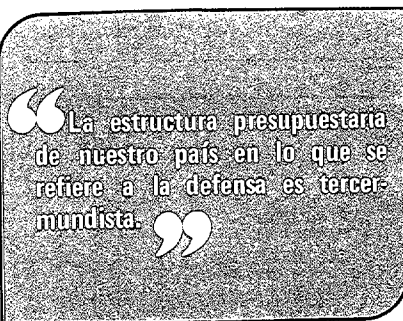 “La estructura presupuestaria
de nuestro país en lo que se
refiere a la defensa es tercer-
mundista.”